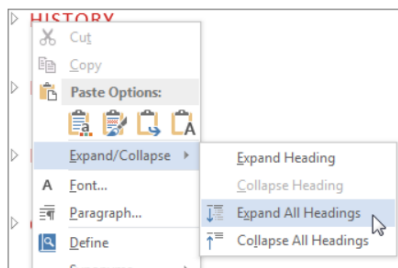 HISTORY
Cut
Copy
Paste Options:
Expand/Collapse
Expand Heading
Collapse Heading
A Font...
Expand All Headings
Paragraph...
Collapse All Headings
Define